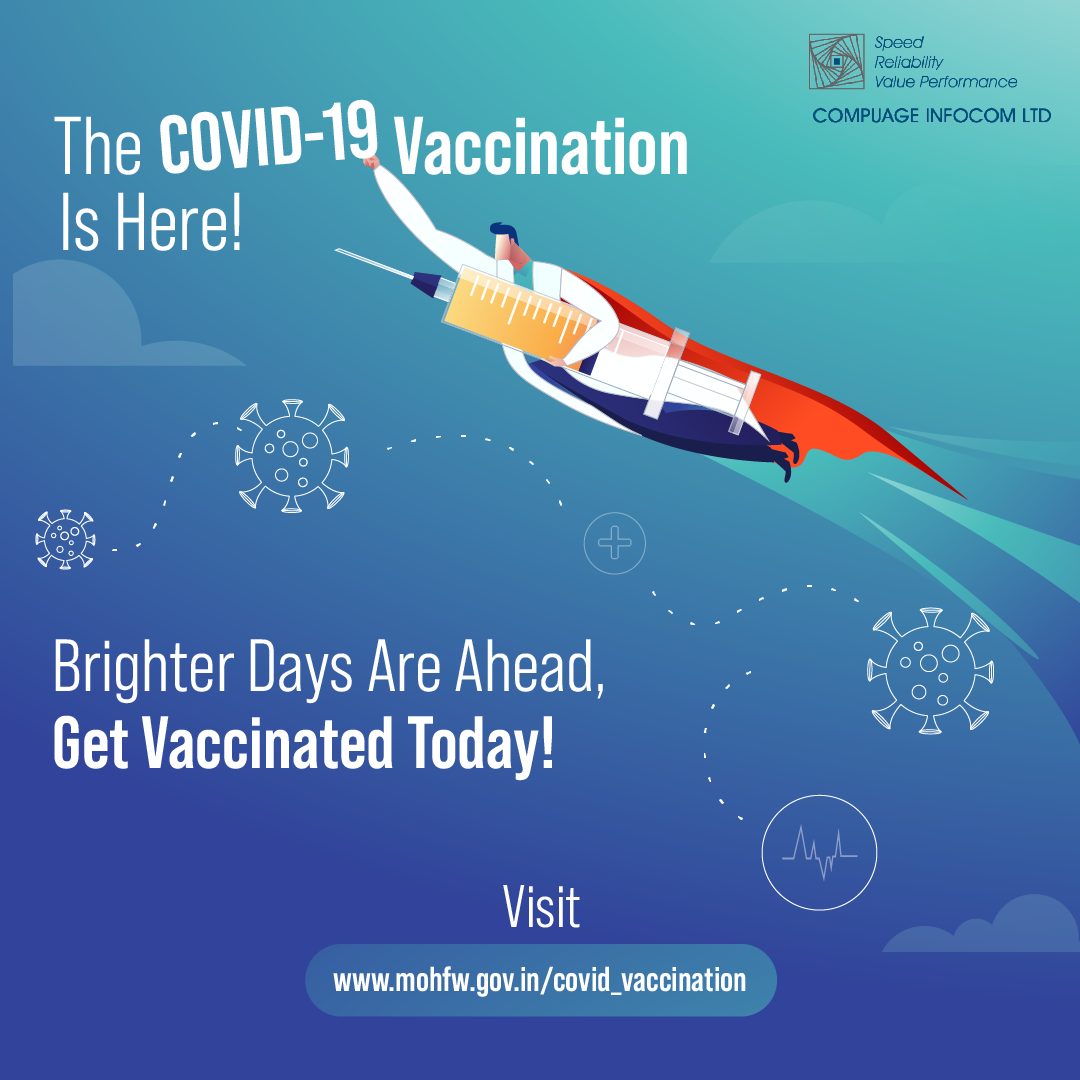 Speed
Reliability
Value Performance
COMPUAGE INFOCOM LTD
The COVID-19 Vaccination
Is Here!
Brighter Days Are Ahead,
Get Vaccinated Today!
Visit
www.mohfw.gov.in/covid_vaccination